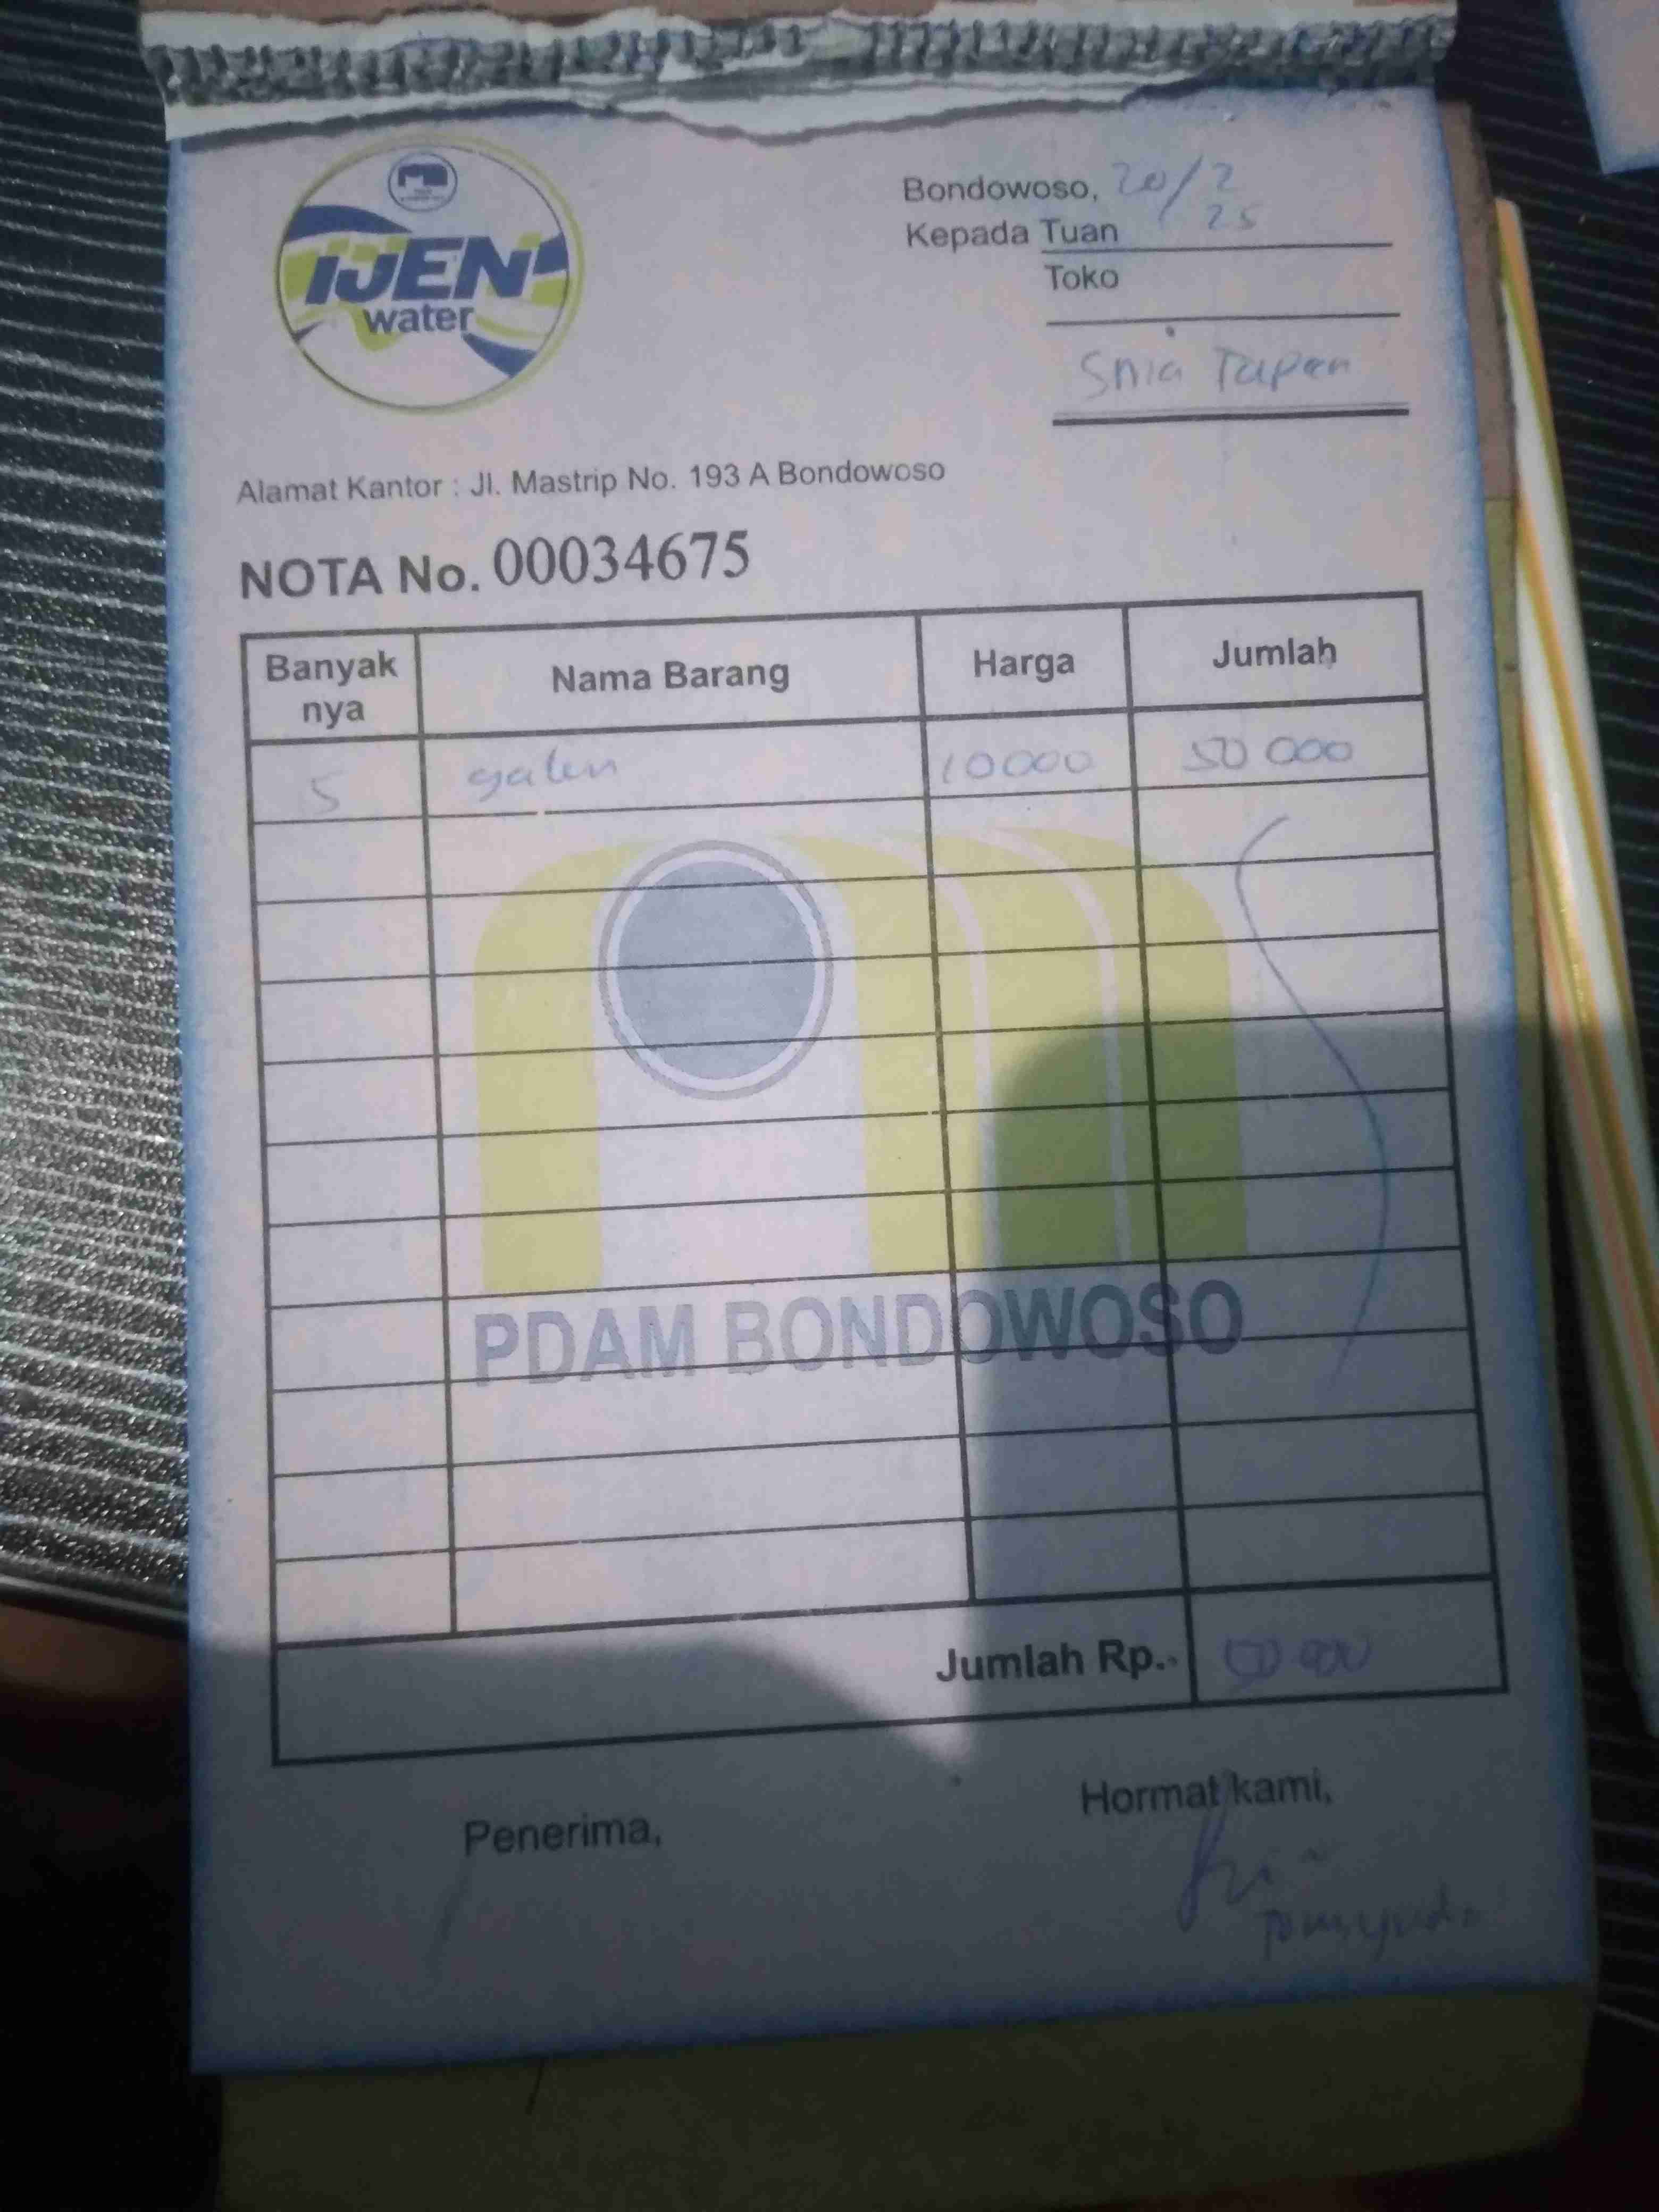 IJEN
water
Bondowoso, 20/2
25
Kepada Tuan
Toko
Tapen
Alamat Kantor : Jl. Mastrip No. 193 A Bondowoso
NOTA No. 00034675
Banyak nya Nama Barang Harga Jumlah
5 galon 10000 50 000
PDAM BONDOWOSO
Jumlah Rp. 50 000
Penerima,
Hormat kami,